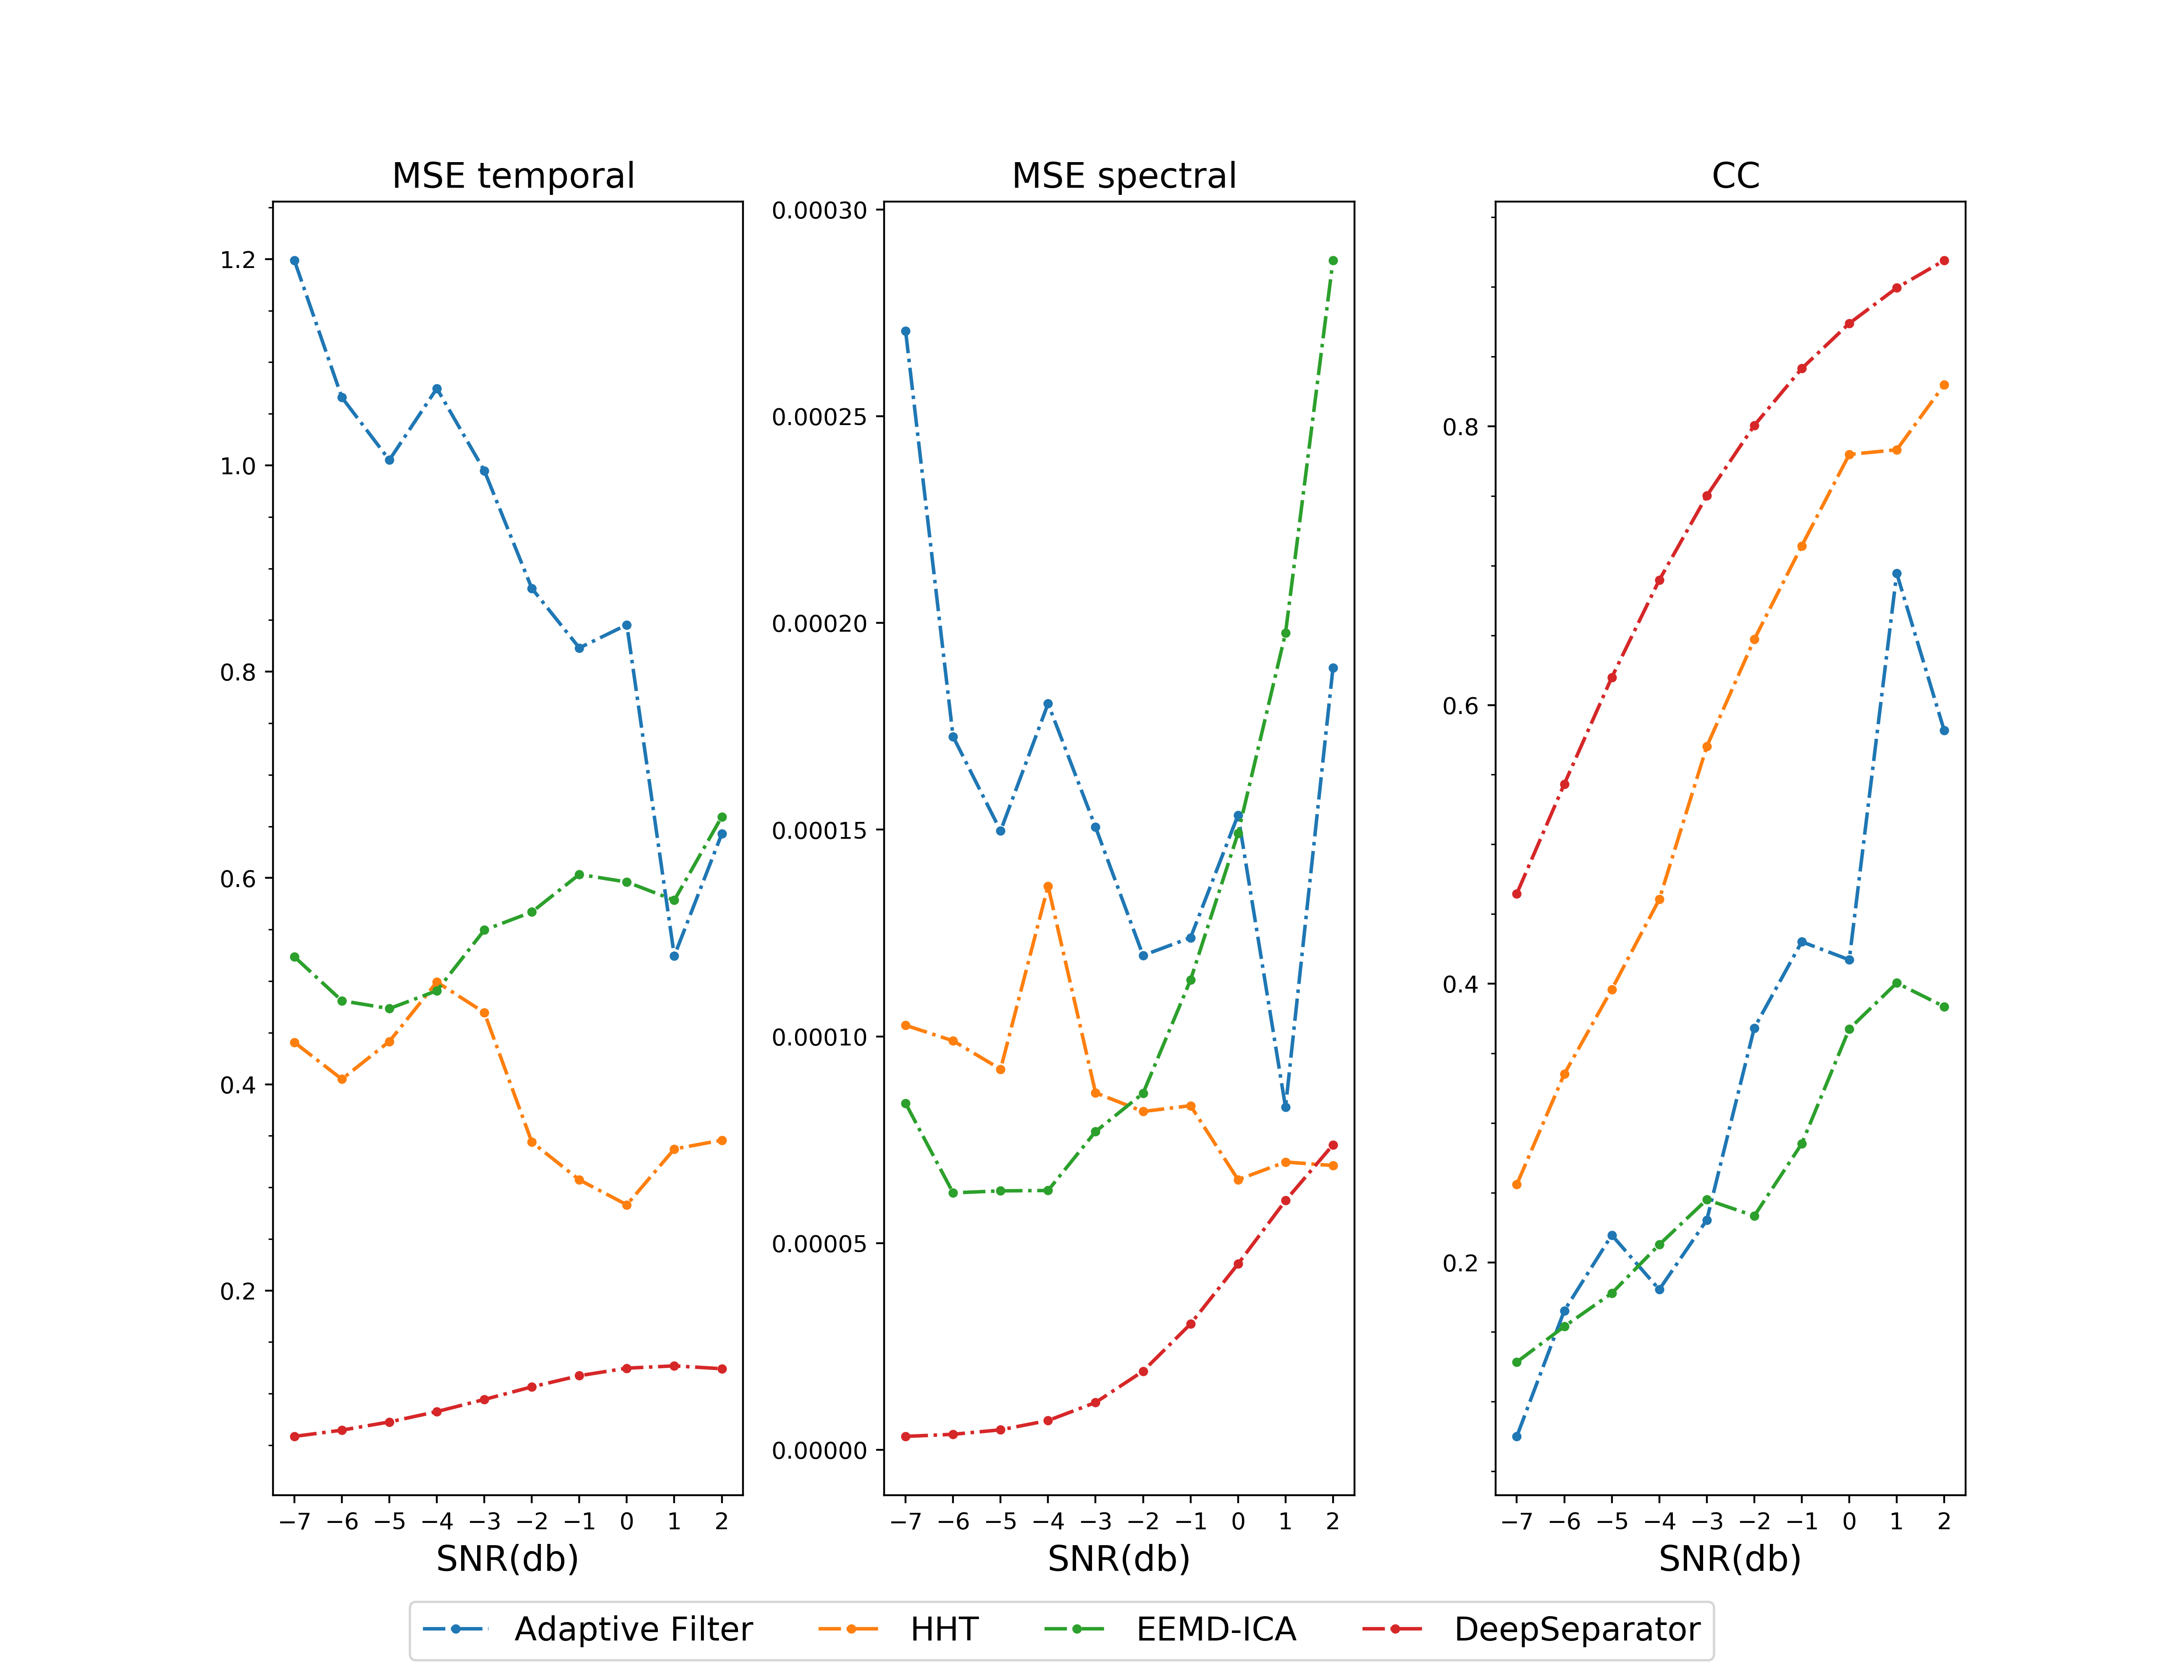 MSE temporal
1.2
1.0
0.8
0.6
0.4
0.2
−7 −6 −5 −4 −3 −2 −1 0 1 2
SNR(db)
MSE spectral
0.00030
0.00025
0.00020
0.00015
0.00010
0.00005
0.00000
−7 −6 −5 −4 −3 −2 −1 0 1 2
SNR(db)
CC
0.8
0.6
0.4
0.2
−7 −6 −5 −4 −3 −2 −1 0 1 2
SNR(db)
Adaptive Filter HHT EEMD-ICA DeepSeparator